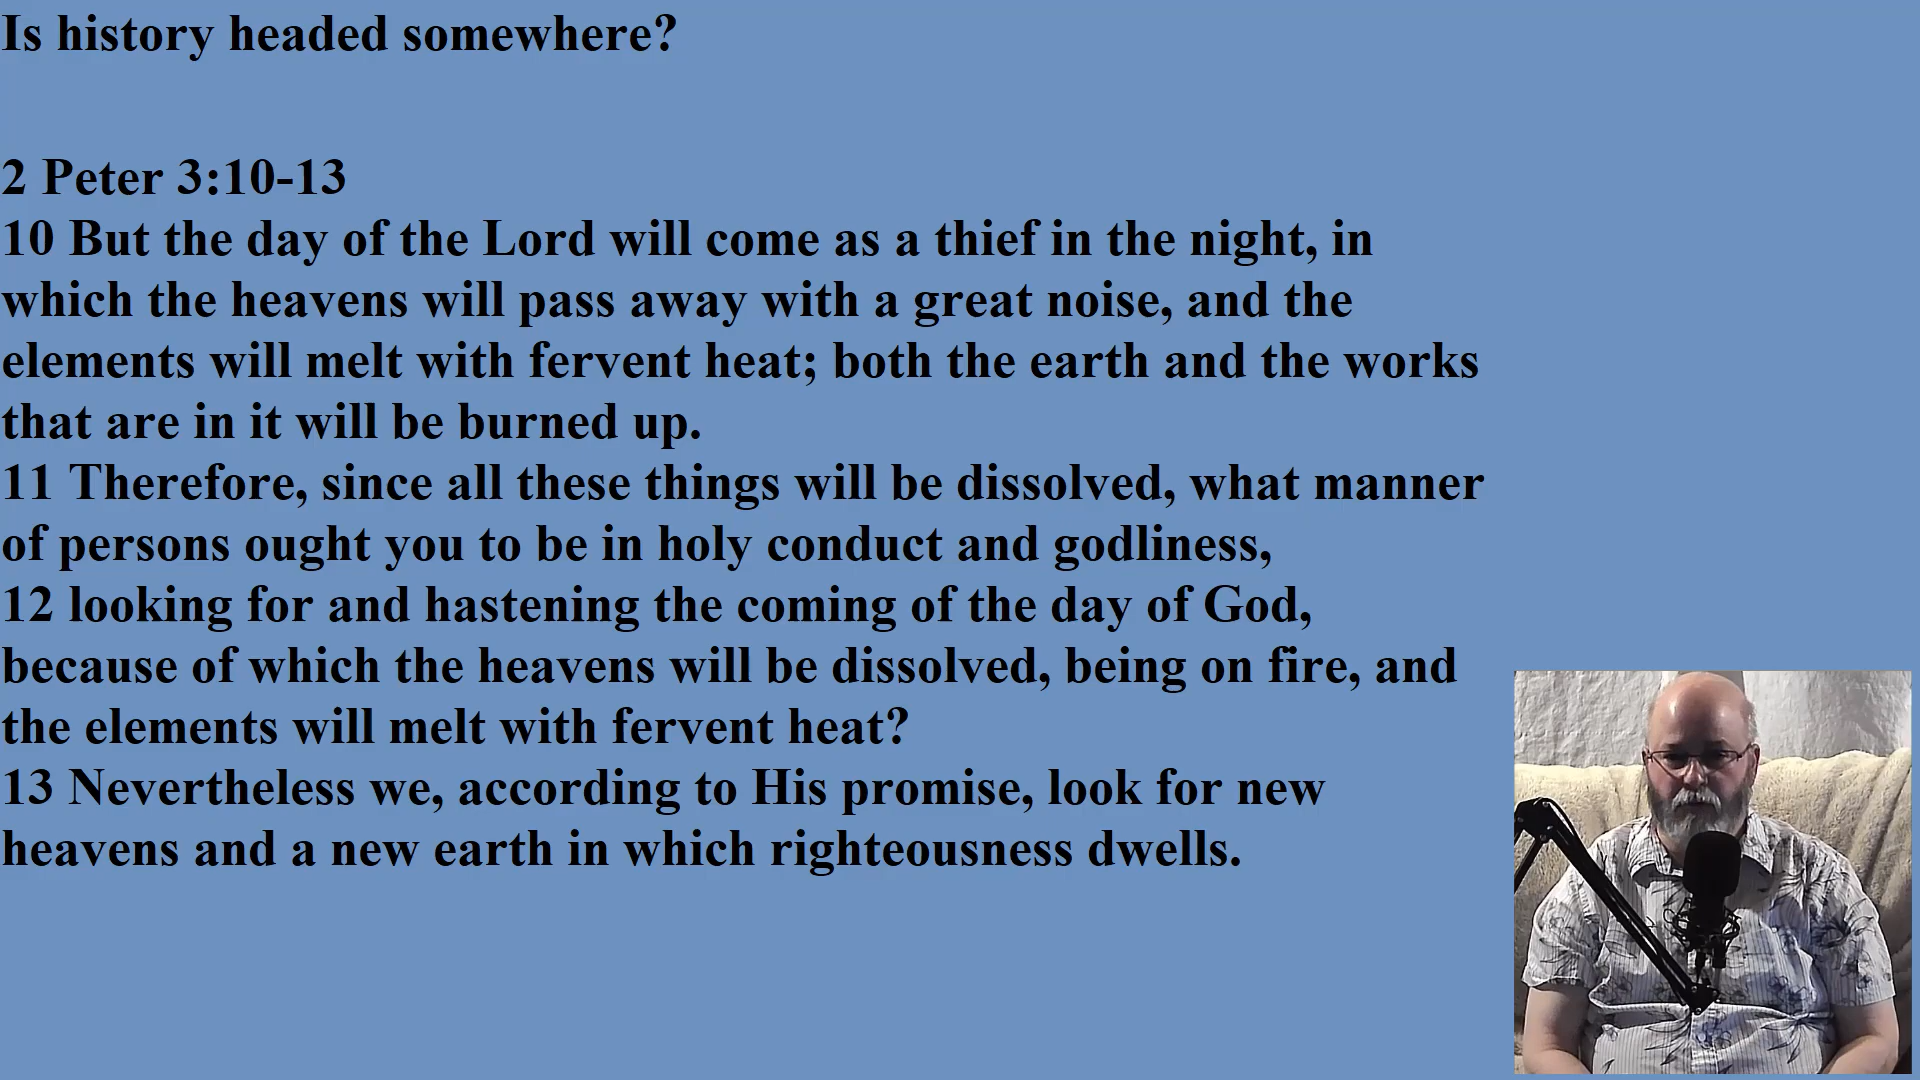 Is history headed somewhere?
2 Peter 3:10-13
10 But the day of the Lord will come as a thief in the night, in
which the heavens will pass away with a great noise, and the
elements will melt with fervent heat; both the earth and the works
that are in it will be burned up.
11 Therefore, since all these things will be dissolved, what manner
of persons ought you to be in holy conduct and godliness,
12 looking for and hastening the coming of the day of God,
because of which the heavens will be dissolved, being on fire, and
the elements will melt with fervent heat?
13 Nevertheless we, according to His promise, look for new
heavens and a new earth in which righteousness dwells.